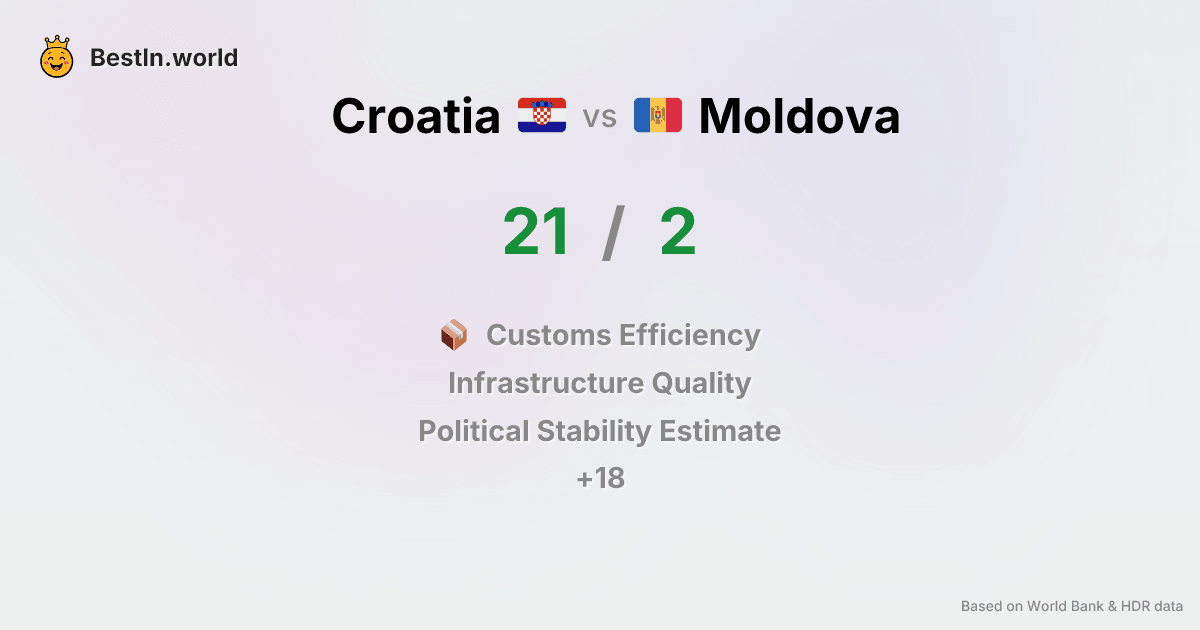 BestIn.world
Croatia vs Moldova
21 / 2
Customs Efficiency
Infrastructure Quality
Political Stability Estimate
+18
Based on World Bank & HDR data